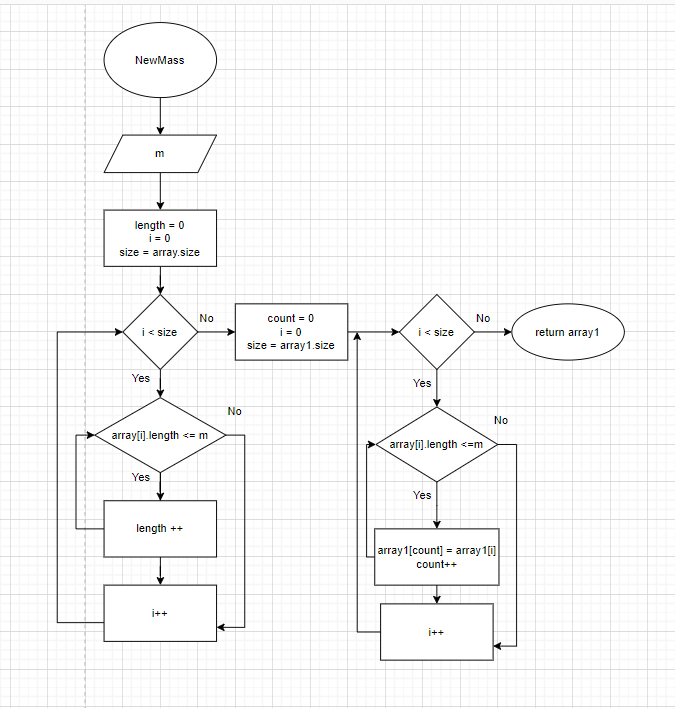 NewMass
m
length = 0
i = 0
size = array.size
i < size
No
Yes
array[i].length <= m
No
Yes
length ++
i++
count = 0
i = 0
size = array1.size
i < size
No
return array1
Yes
array[i].length <=m
No
Yes
array1[count] = array1[i]
count++
i++